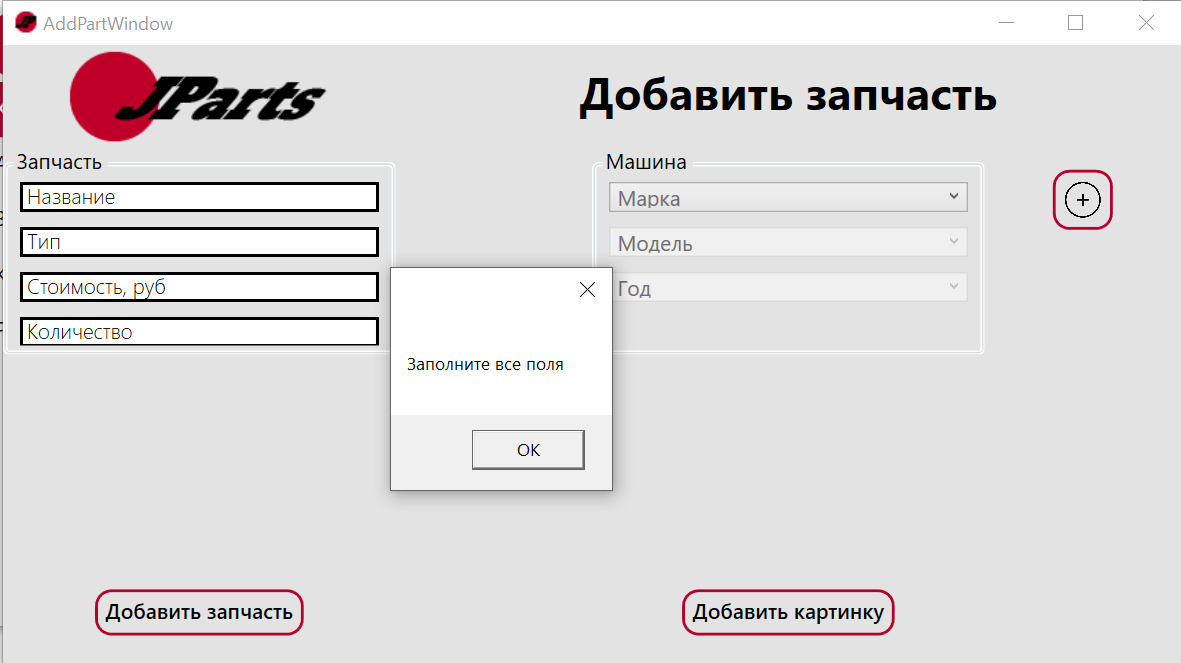 AddPartWindow
JParts
Добавить запчасть
Запчасть
Название
Тип
Стоимость, руб
Количество
Машина
Марка
Модель
Год
Заполните все поля
OK
Добавить запчасть
Добавить картинку